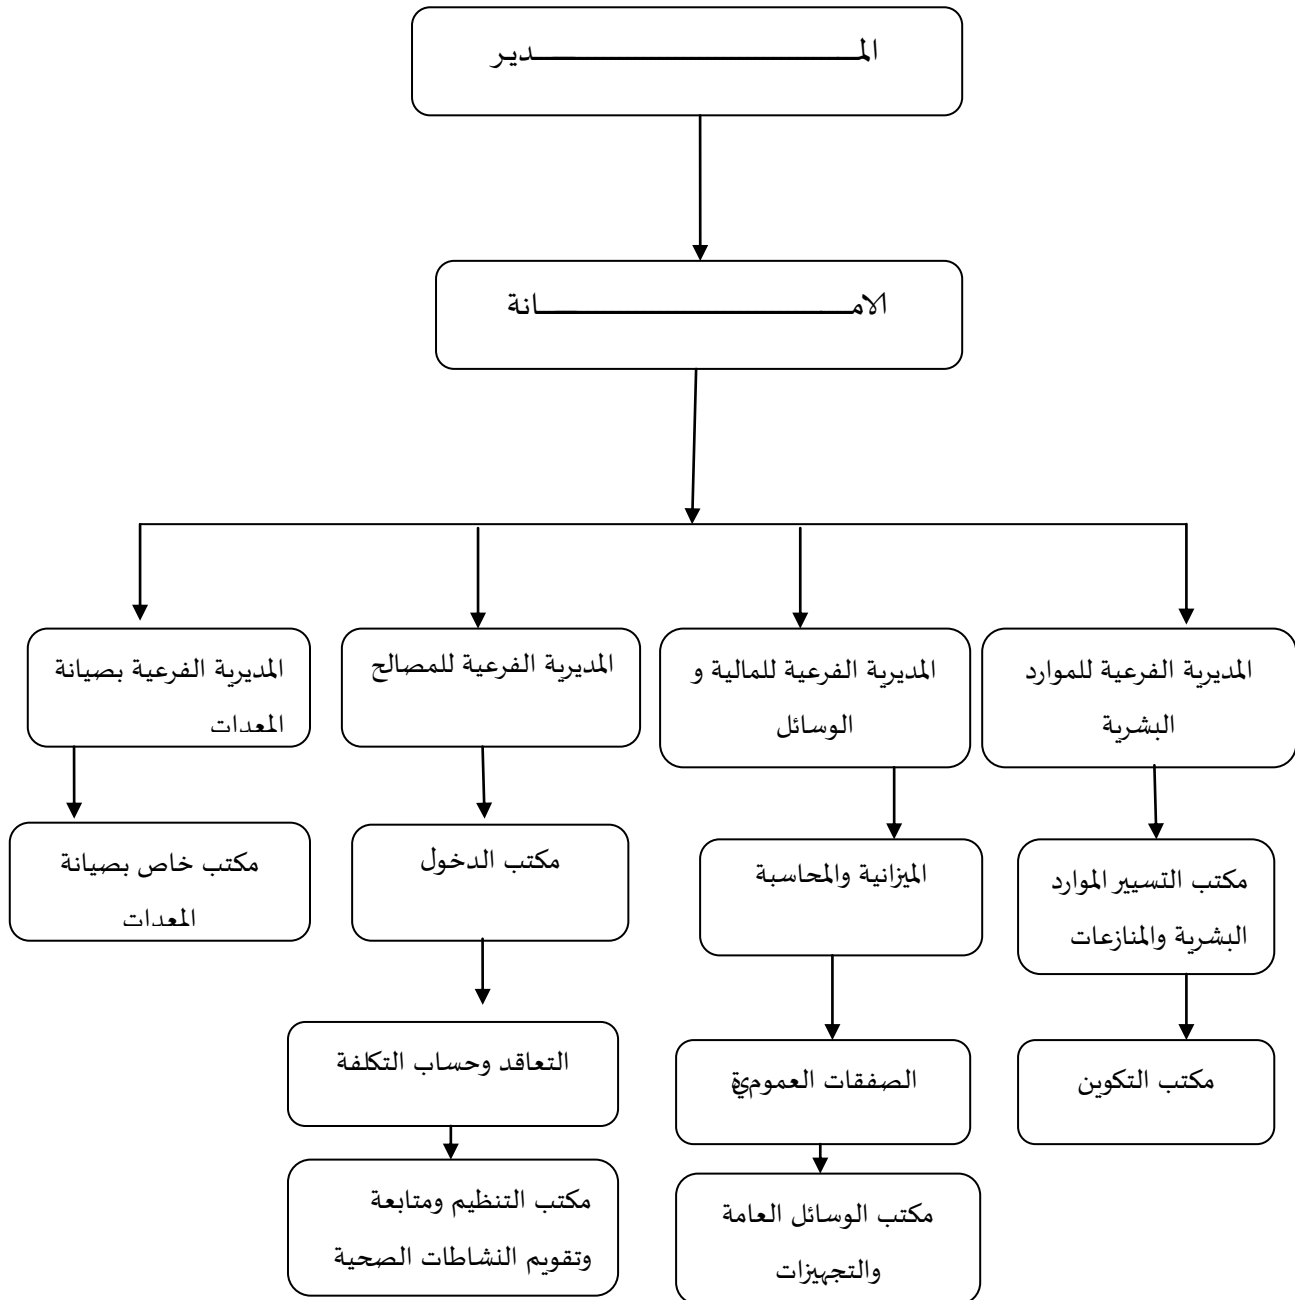 المـــــــــــــــــــــــدير
الامـــــــــــــــــــــــانة
المديرية الفرعية للموارد
البشرية
المديرية الفرعية للمالية و
الوسائل
المديرية الفرعية للمصالح
المديرية الفرعية بصيانة
المعدات
مكتب التسيير الموارد
البشرية والمنازعات
الميزانية والمحاسبة
مكتب الدخول
مكتب خاص بصيانة
المعدات
مكتب التكوين
الصفقات العمومية
التعاقد وحساب التكلفة
مكتب الوسائل العامة
والتجهيزات
مكتب التنظيم ومتابعة
وتقويم النشاطات الصحية